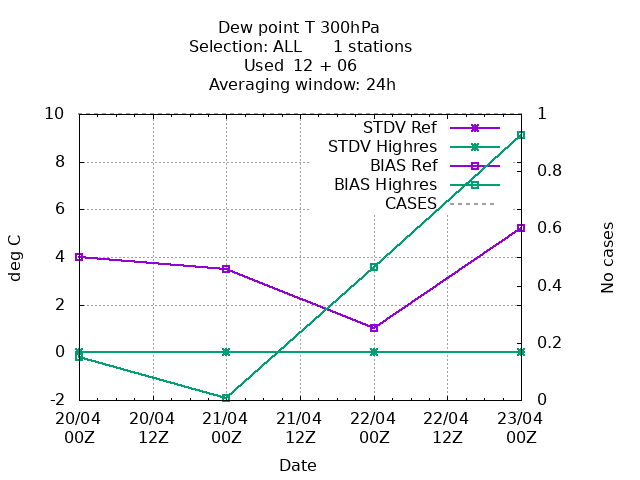 Dew point T 300hPa
Selection: ALL      1 stations
Used  12 + 06
Averaging window: 24h
10
8
6
4
2
0
-2
deg C
STDV Ref
STDV Highres
BIAS Ref
BIAS Highres
CASES
1
0.8
0.6
0.4
0.2
0
No cases
20/04 20/04 21/04 21/04 22/04 22/04 23/04
00Z 12Z 00Z 12Z 00Z 12Z 00Z
Date